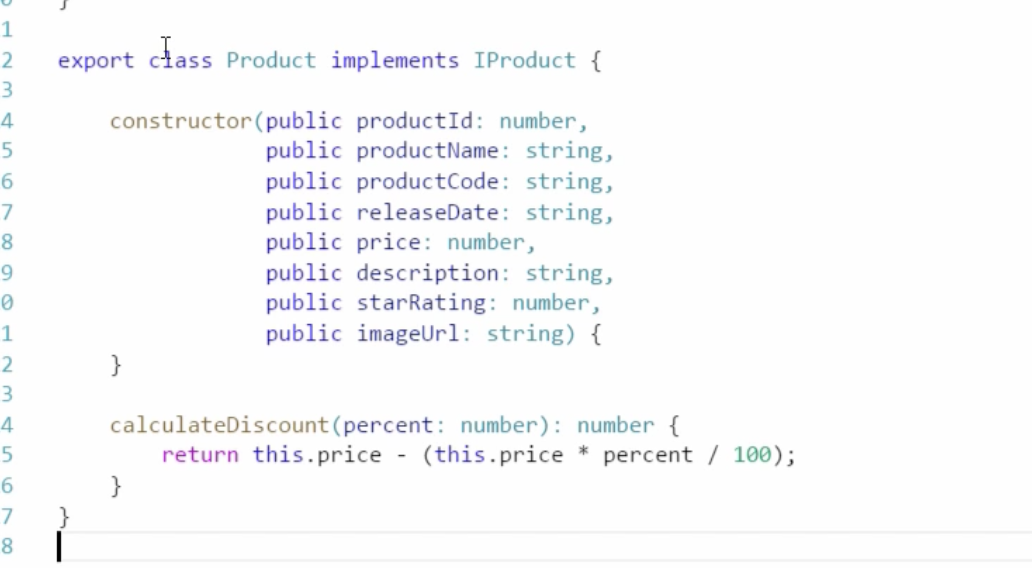 0 }
1
2 export class Product implements IProduct {
3
4 constructor(public productId: number,
5 public productName: string,
6 public productCode: string,
7 public releaseDate: string,
8 public price: number,
9 public description: string,
0 public starRating: number,
1 public imageUrl: string) {
2 }
3
4 calculateDiscount(percent: number): number {
5 return this.price - (this.price * percent / 100);
6 }
7 }
8